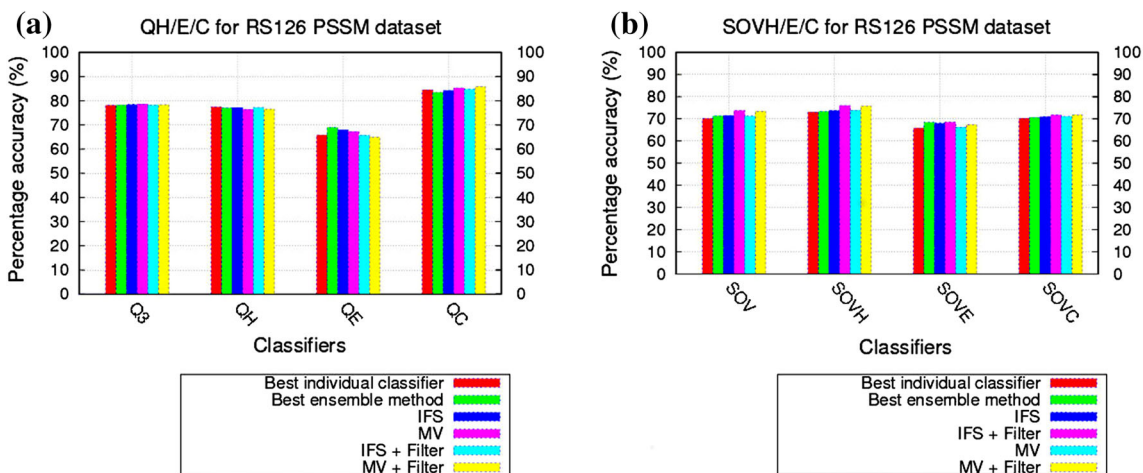 (a)
QH/E/C for RS126 PSSM dataset
Percentage accuracy (%)
100 100
90 90
80 80
70 70
60 60
50 50
40 40
30 30
20 20
10 10
0 0
Q3 QH QE QC
Classifiers
Best individual classifier
Best ensemble method
IFS
MV
IFS + Filter
MV + Filter
(b)
SOVH/E/C for RS126 PSSM dataset
Percentage accuracy (%)
100 100
90 90
80 80
70 70
60 60
50 50
40 40
30 30
20 20
10 10
0 0
SOV SOVH SOVE SOVC
Classifiers
Best individual classifier
Best ensemble method
IFS
IFS + Filter
MV
MV + Filter